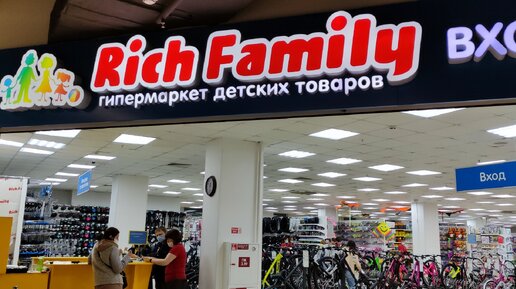 Rich Family
гипермаркет детских товаров
вхо
Вход